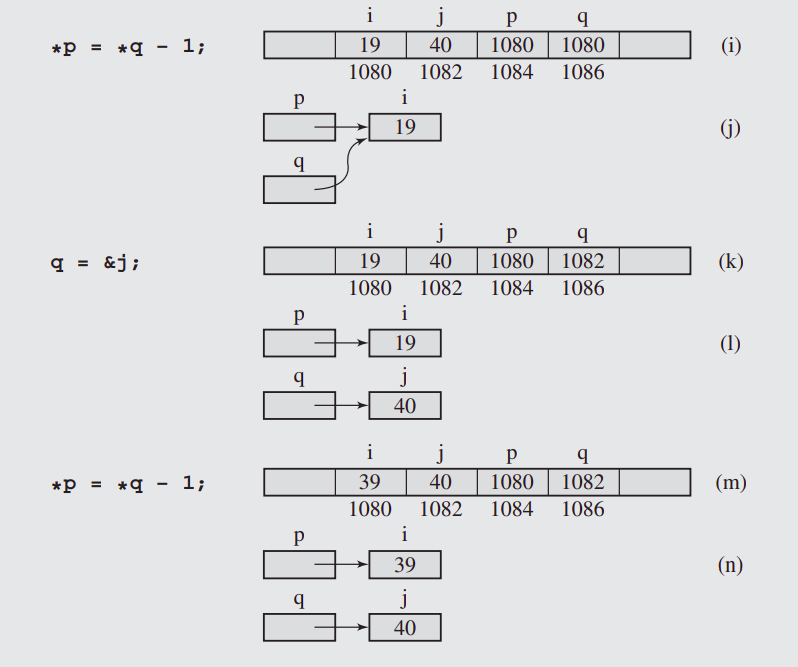 i j p q
*p = *q – 1; 19 40 1080 1080 (i)
1080 1082 1084 1086
p i
19 (j)
q
i j p q
q = &j; 19 40 1080 1082 (k)
1080 1082 1084 1086
p i
19 (l)
q j
40
i j p q
*p = *q – 1; 39 40 1080 1082 (m)
1080 1082 1084 1086
p i
39 (n)
q j
40